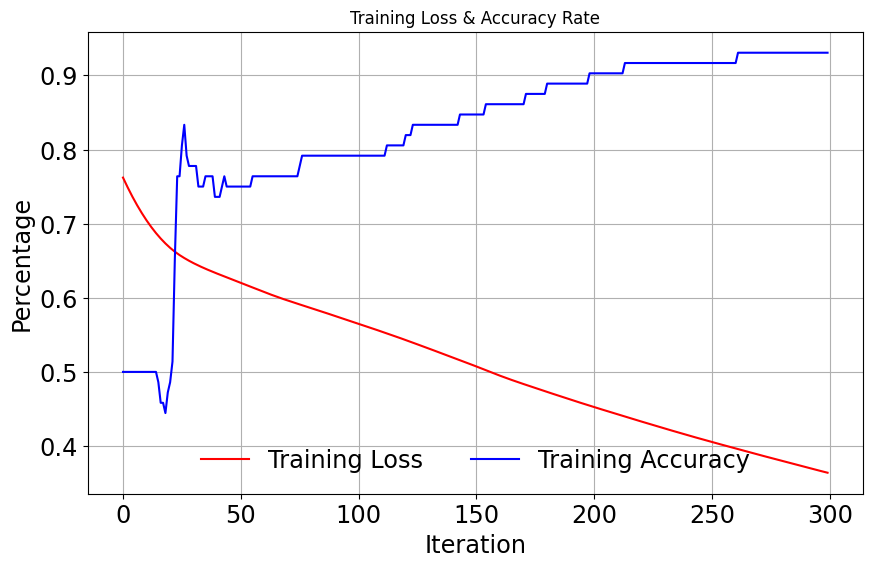 Training Loss & Accuracy Rate
0.9
0.8
0.7
0.6
0.5
0.4
Percentage
Training Loss
Training Accuracy
0 50 100 150 200 250 300
Iteration